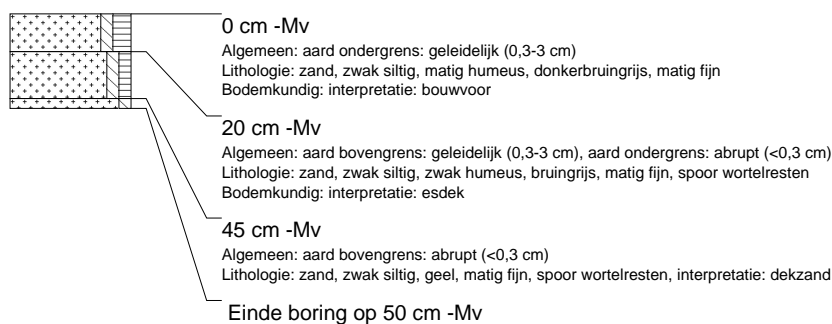 0 cm -Mv
Algemeen: aard ondergrens: geleidelijk (0,3-3 cm)
Lithologie: zand, zwak siltig, matig humeus, donkerbruingrijs, matig fijn
Bodemkundig: interpretatie: bouwvoor
20 cm -Mv
Algemeen: aard bovengrens: geleidelijk (0,3-3 cm), aard ondergrens: abrupt (<0,3 cm)
Lithologie: zand, zwak siltig, zwak humeus, bruingrijs, matig fijn, spoor wortelresten
Bodemkundig: interpretatie: esdek
45 cm -Mv
Algemeen: aard bovengrens: abrupt (<0,3 cm)
Lithologie: zand, zwak siltig, geel, matig fijn, spoor wortelresten, interpretatie: dekzand
Einde boring op 50 cm -Mv